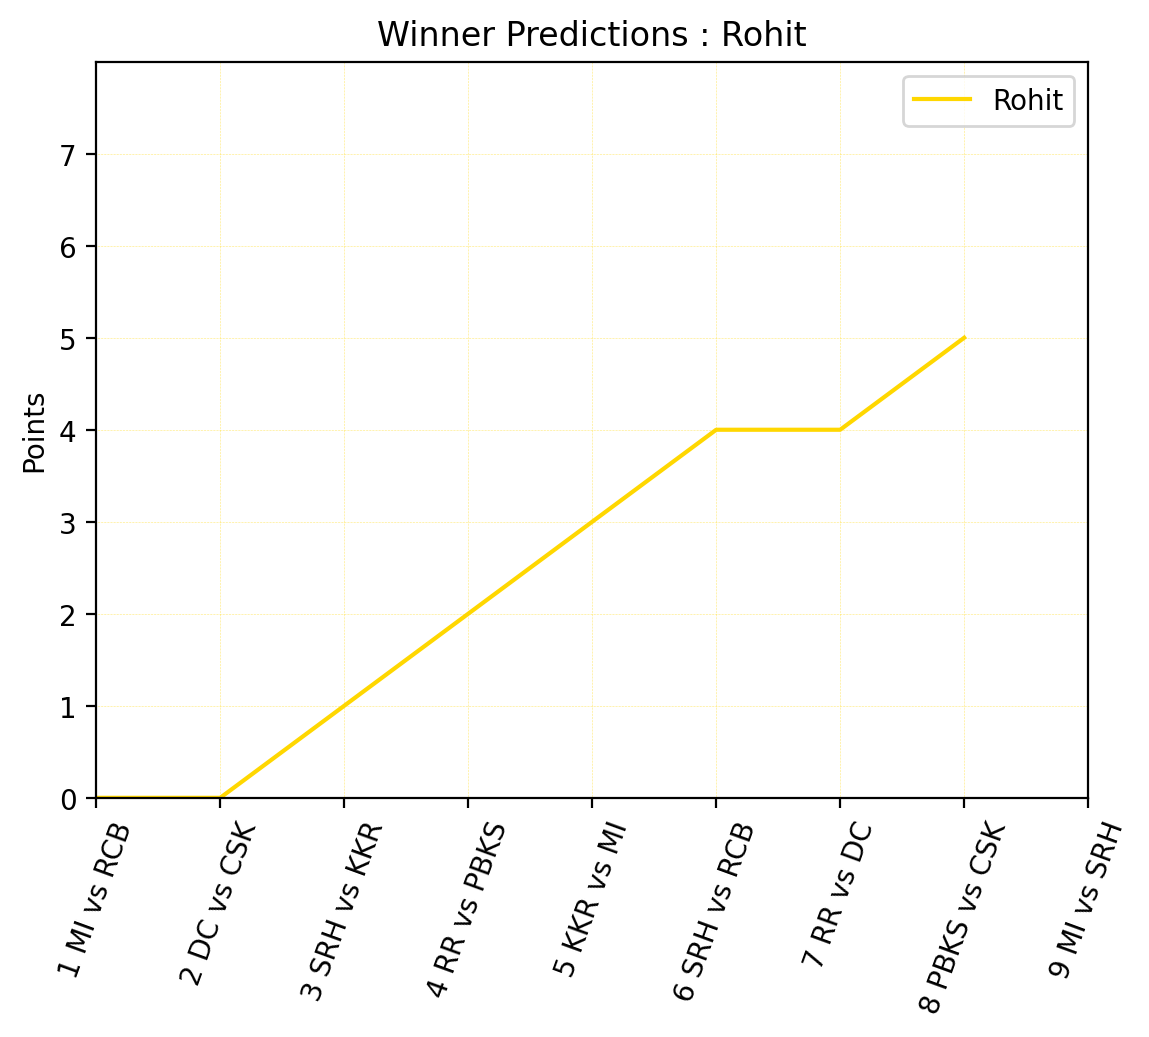 Winner Predictions : Rohit
Rohit
Points
7
6
5
4
3
2
1
0
1 MI vs RCB
2 DC vs CSK
3 SRH vs KKR
4 RR vs PBKS
5 KKR vs MI
6 SRH vs RCB
7 RR vs DC
8 PBKS vs CSK
9 MI vs SRH